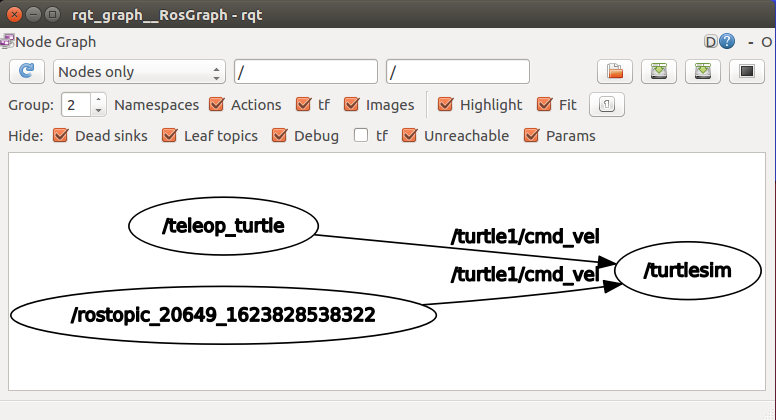 rqt_graph__RosGraph - rqt
Node Graph D ? - O
Nodes only / /
Group: 2 Namespaces Actions tf Images Highlight Fit
Hide: Dead sinks Leaf topics Debug tf Unreachable Params
/teleop_turtle
/turtle1/cmd_vel
/turtlesim
/turtle1/cmd_vel
/rostopic_20649_1623828538322